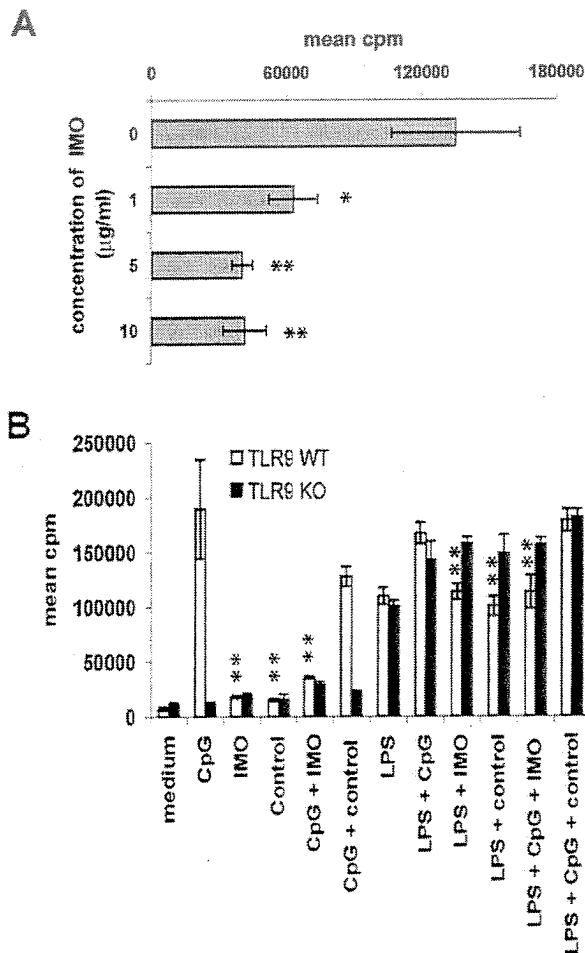 A
mean cpm
0 60000 120000 180000
concentration of IMO
(µg/ml)
0
1
*
5
**
10
**
B
250000
200000
150000
100000
50000
0
mean cpm
TLR9 WT
TLR9 KO
**
**
**
**
**
**
medium
CpG
IMO
Control
CpG + IMO
CpG + control
LPS
LPS + CpG
LPS + IMO
LPS + control
LPS + CpG + IMO
LPS + CpG + control